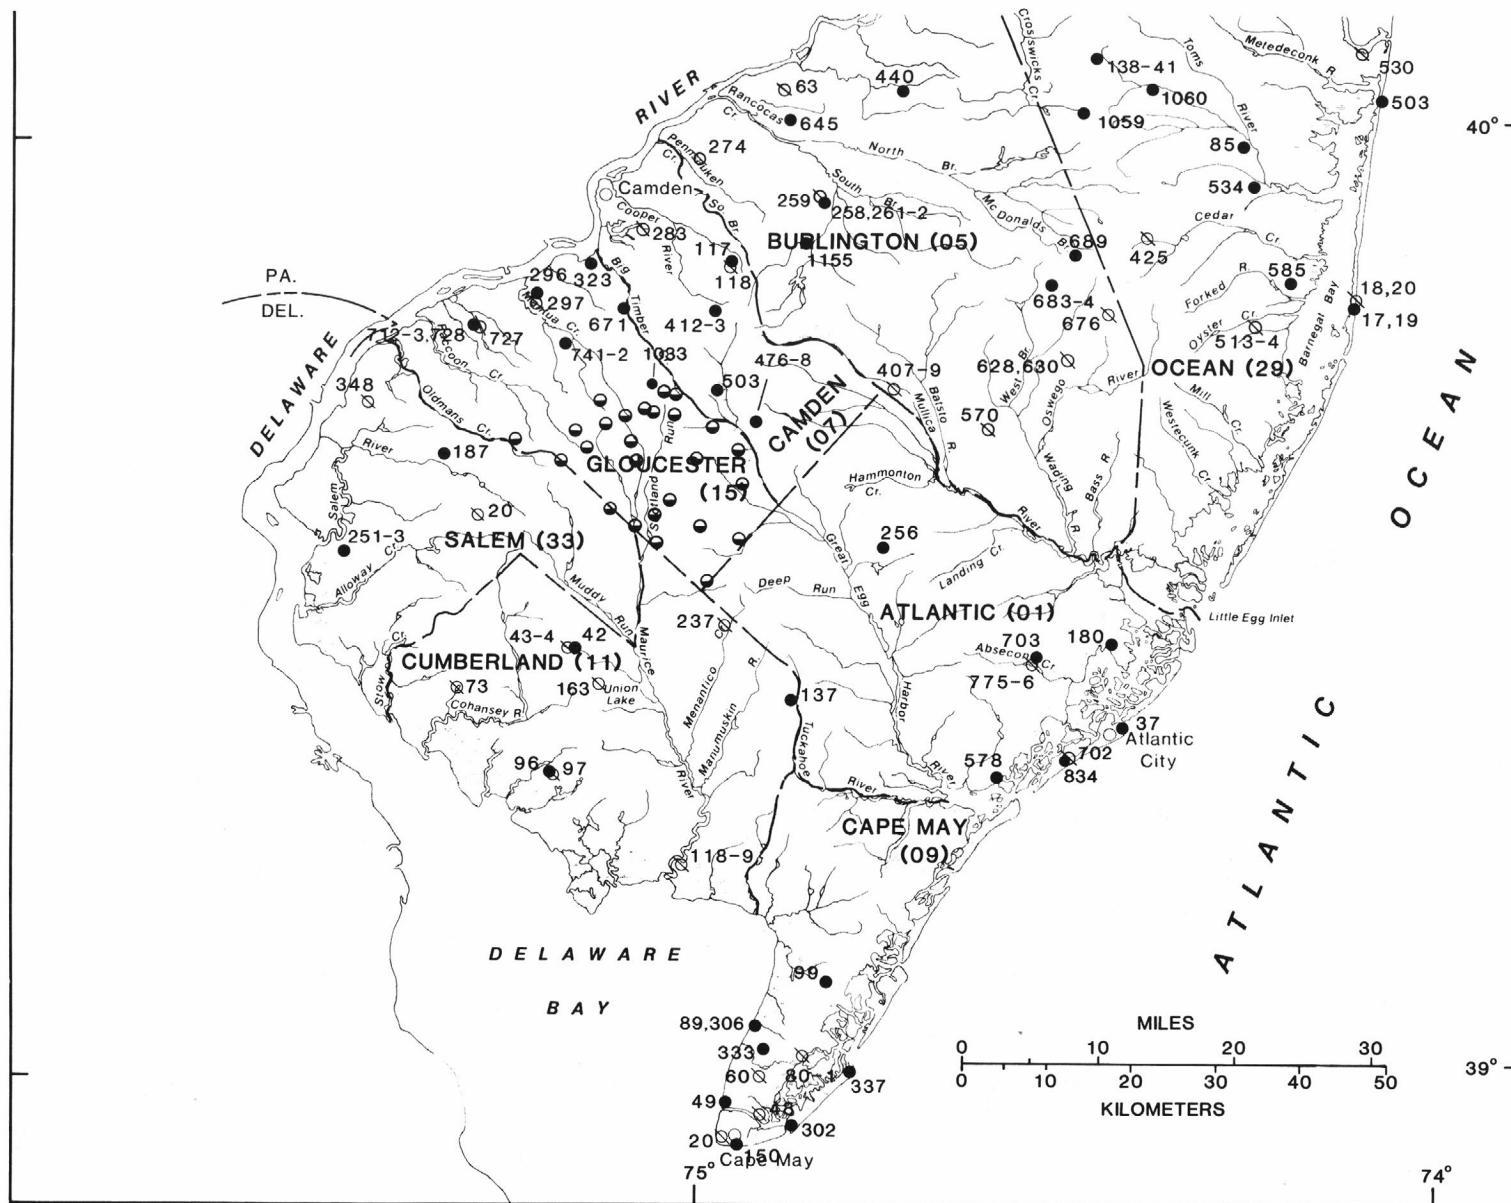 Crosswicks Cr.
Toms
River
Metedeconk R
530
138-41
440
63
1060
503
RIVER
Rancocas
Cr.
645
1059
40°
Pennsauken
Cr.
274
North
Br.
85
534
Camden
South
Br.
259
258,261-2
Mc Donalds
B.
Cedar
Cr.
Cooper
River
283
So. Br.
BURLINGTON (05)
689
425
117
118
1155
PA.
DEL.
296
323
297
Big
Timber
671
412-3
683-4
676
Forked
R.
585
Barnegat Bay
18,20
17,19
Mantua Cr.
712-3,728
727
Raccoon
Cr.
741-2
1033
476-8
407-9
628,630
West Br.
River
Oyster
Cr.
513-4
OCEAN (29)
DELAWARE
348
503
CAMDEN
(07)
Batsto
R.
Mullica
570
Oswego
Mill
Cr.
Westecunk
Cr.
Oldmans
Cr.
Run
River
187
GLOUCESTER
(15)
Scotland
Hammonton
Cr.
Wading
R
Bass R
Salem
20
251-3
SALEM (33)
Alloway
Cr.
Great
Egg
Harbor
River
256
Landing
Cr.
River
Muddy
Run
Deep
Run
ATLANTIC (01)
Little Egg Inlet
237
43-4
42
Maurice
River
703
180
Absecon
Cr
775-6
CUMBERLAND (11)
Stow
Cr.
73
163
Union
Lake
Cohansey R
Menantico
Cr
Manumuskin
R.
137
Tuckahoe
River
37
Atlantic
City
702
834
578
96
97
CAPE MAY
(09)
118-9
DELAWARE
BAY
ATLANTIC
OCEAN
99
89,306
333
60
80-1
337
49
48
302
20
150
Cape May
MILES
0 10 20 30
0 10 20 30 40 50
KILOMETERS
39°
75°
74°